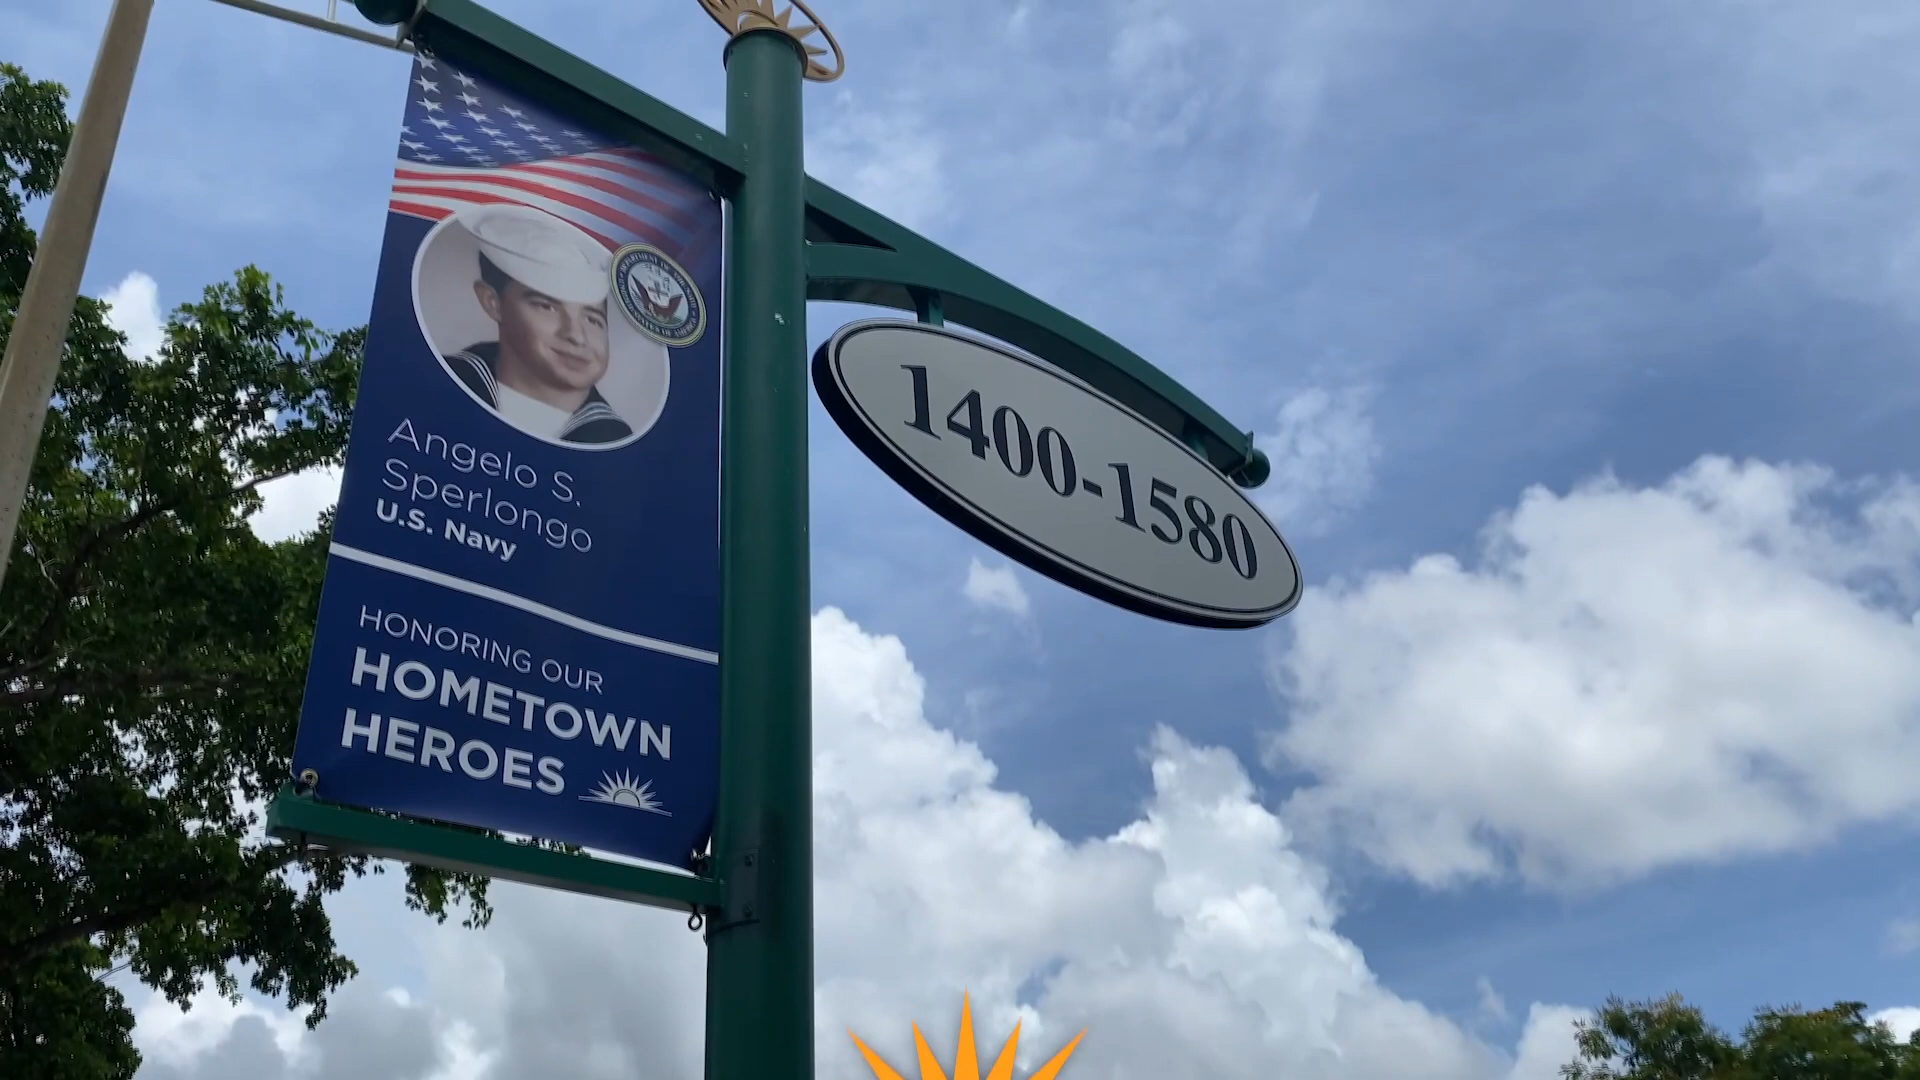 Angelo S.
Sperlongo
U.S. Navy
HONORING OUR
HOMETOWN
HEROES
1400-1580